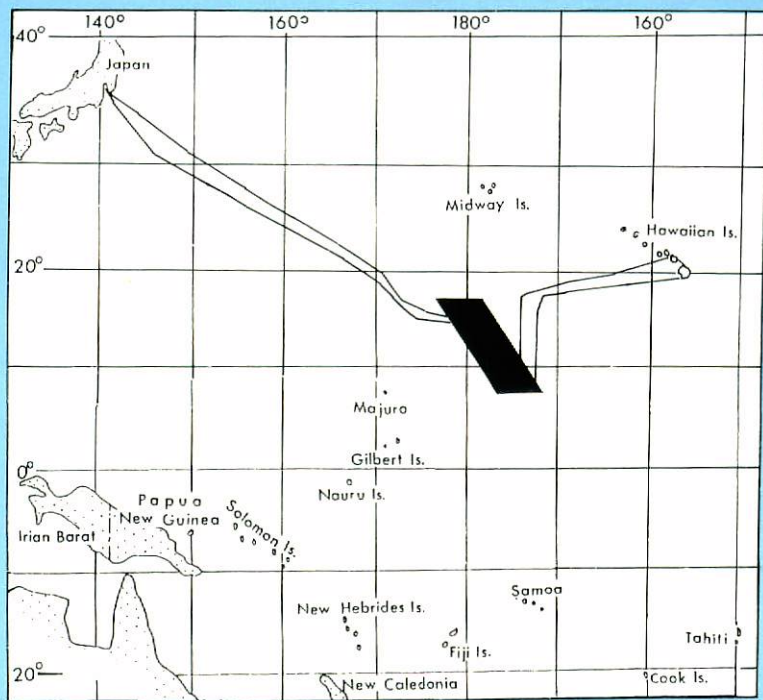 140° 160° 180° 160°
40°
Japan
Midway Is.
Hawaiian Is.
20°
Majuro
Gilbert Is.
0°
Nauru Is.
Papua
New Guinea
Solomon Is.
Irian Barat
Samoa
New Hebrides Is.
Fiji Is.
Tahiti
20°
New Caledonia
Cook Is.